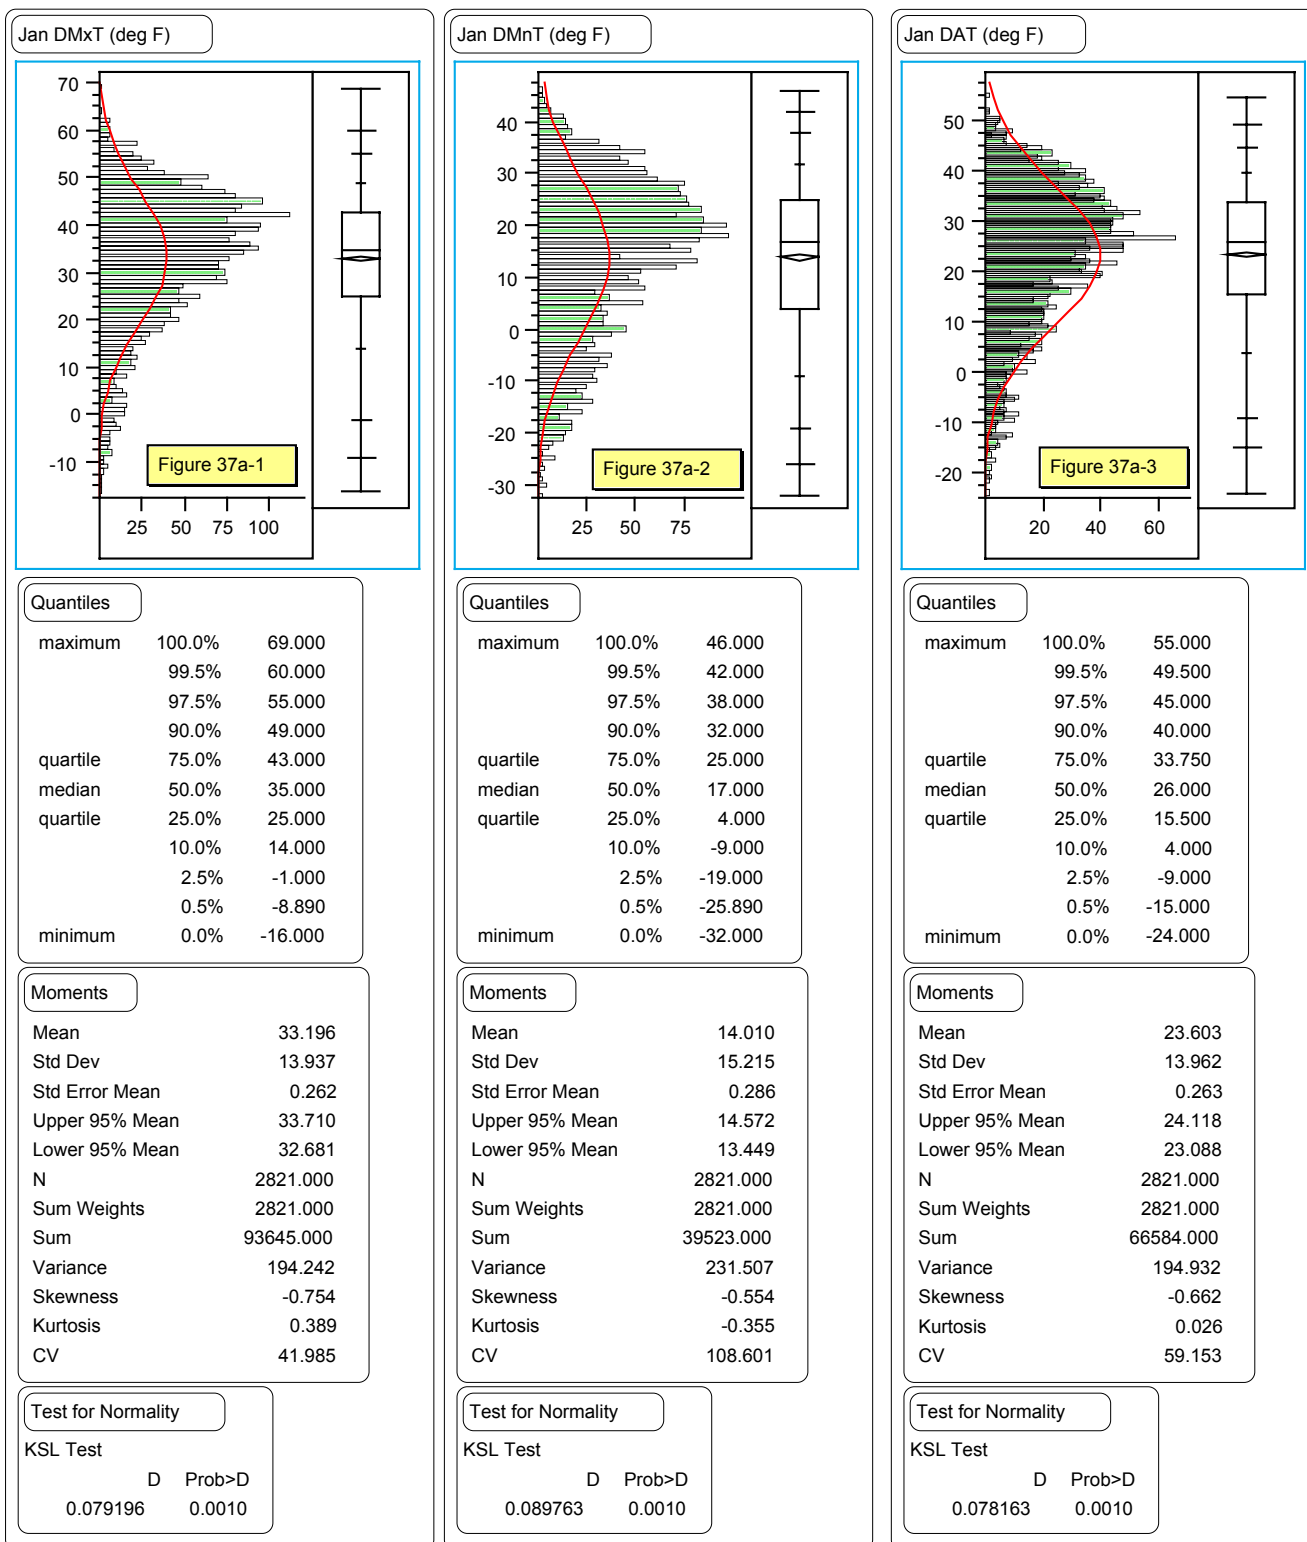 Jan DMxT (deg F)
70
60
50
40
30
20
10
0
-10
25 50 75 100
Figure 37a-1
Quantiles
maximum 100.0% 69.000
99.5% 60.000
97.5% 55.000
90.0% 49.000
quartile 75.0% 43.000
median 50.0% 35.000
quartile 25.0% 25.000
10.0% 14.000
2.5% -1.000
0.5% -8.890
minimum 0.0% -16.000
Moments
Mean 33.196
Std Dev 13.937
Std Error Mean 0.262
Upper 95% Mean 33.710
Lower 95% Mean 32.681
N 2821.000
Sum Weights 2821.000
Sum 93645.000
Variance 194.242
Skewness -0.754
Kurtosis 0.389
CV 41.985
Test for Normality
KSL Test
D Prob>D
0.079196 0.0010
Jan DMnT (deg F)
40
30
20
10
0
-10
-20
-30
25 50 75
Figure 37a-2
Quantiles
maximum 100.0% 46.000
99.5% 42.000
97.5% 38.000
90.0% 32.000
quartile 75.0% 25.000
median 50.0% 17.000
quartile 25.0% 4.000
10.0% -9.000
2.5% -19.000
0.5% -25.890
minimum 0.0% -32.000
Moments
Mean 14.010
Std Dev 15.215
Std Error Mean 0.286
Upper 95% Mean 14.572
Lower 95% Mean 13.449
N 2821.000
Sum Weights 2821.000
Sum 39523.000
Variance 231.507
Skewness -0.554
Kurtosis -0.355
CV 108.601
Test for Normality
KSL Test
D Prob>D
0.089763 0.0010
Jan DAT (deg F)
50
40
30
20
10
0
-10
-20
20 40 60
Figure 37a-3
Quantiles
maximum 100.0% 55.000
99.5% 49.500
97.5% 45.000
90.0% 40.000
quartile 75.0% 33.750
median 50.0% 26.000
quartile 25.0% 15.500
10.0% 4.000
2.5% -9.000
0.5% -15.000
minimum 0.0% -24.000
Moments
Mean 23.603
Std Dev 13.962
Std Error Mean 0.263
Upper 95% Mean 24.118
Lower 95% Mean 23.088
N 2821.000
Sum Weights 2821.000
Sum 66584.000
Variance 194.932
Skewness -0.662
Kurtosis 0.026
CV 59.153
Test for Normality
KSL Test
D Prob>D
0.078163 0.0010